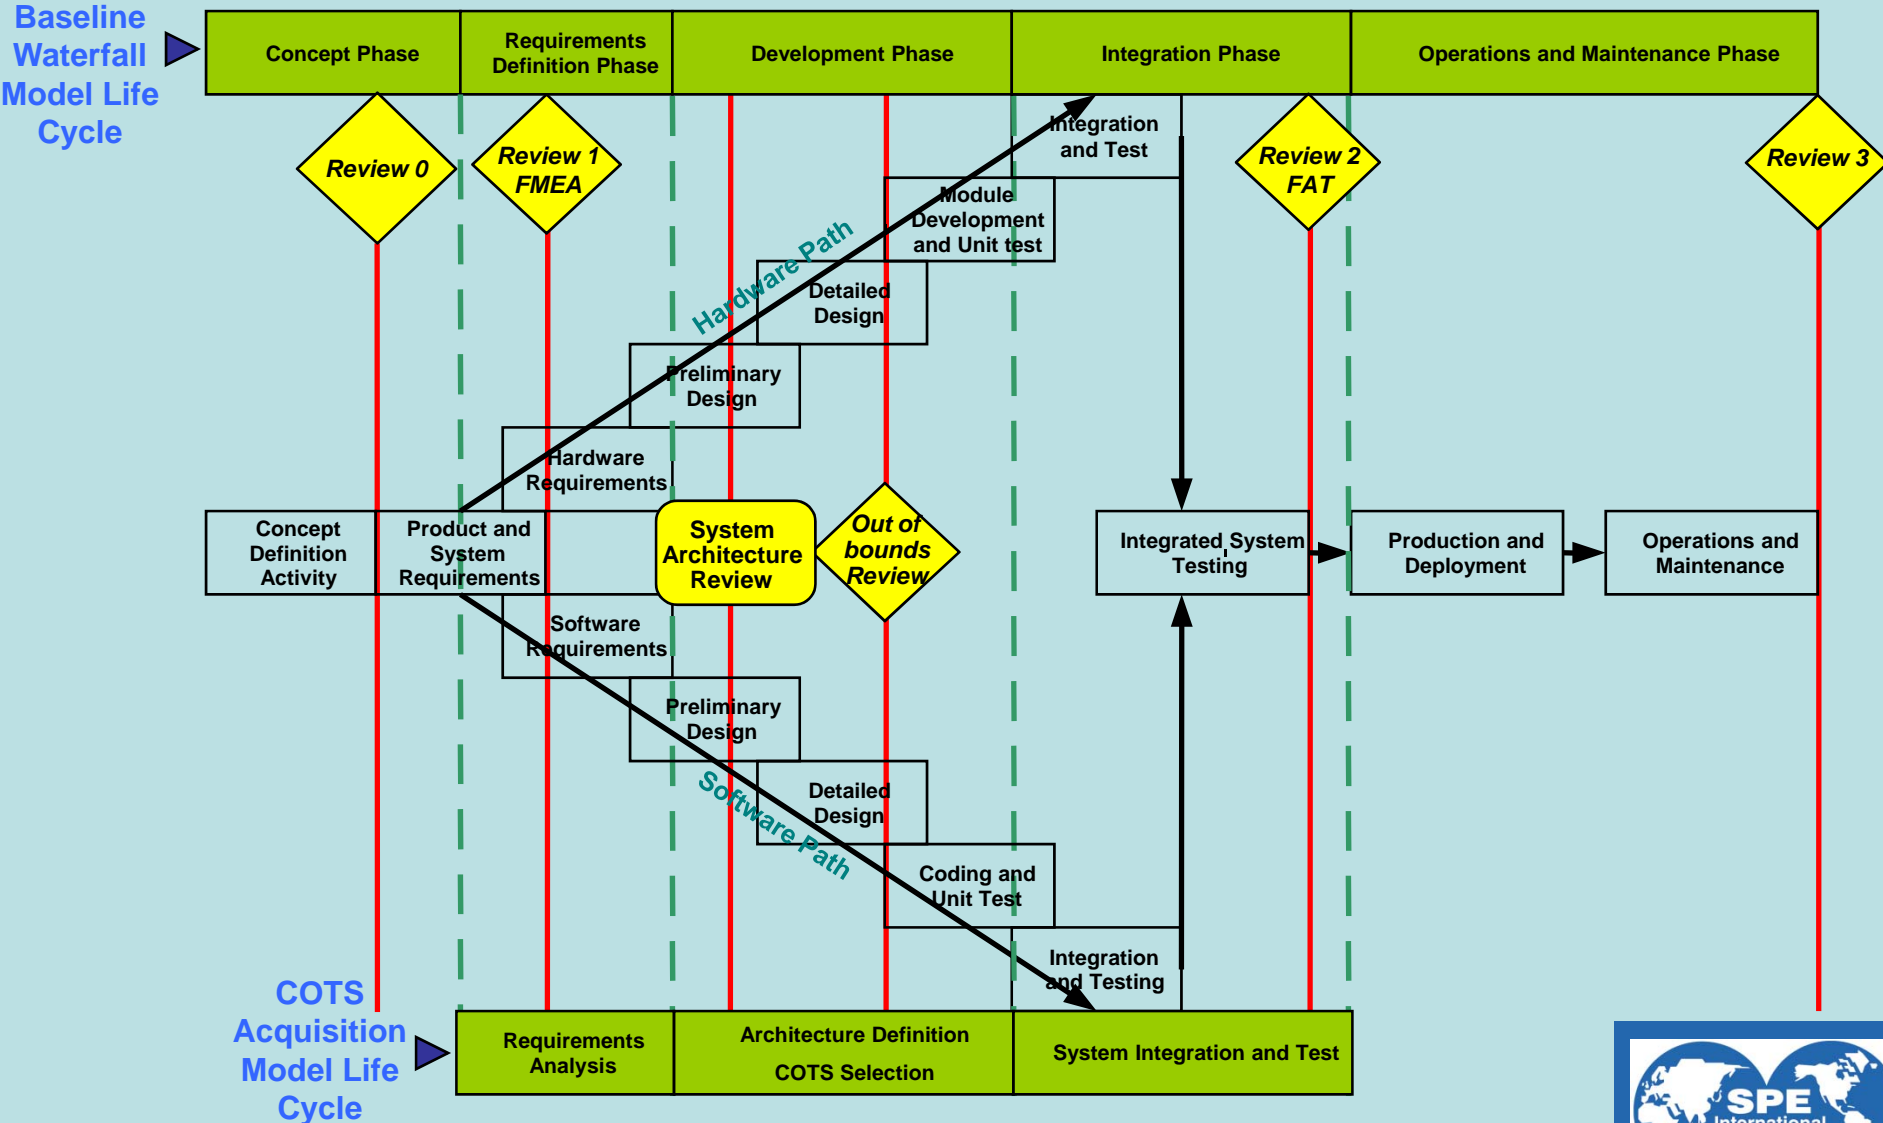 Baseline
Waterfall
Model Life
Cycle
Concept Phase
Requirements
Definition Phase
Development Phase
Integration Phase
Operations and Maintenance Phase
Review 0
Review 1
FMEA
Integration
and Test
Review 2
FAT
Review 3
Module
Development
and Unit test
Hardware Path
Detailed
Design
Preliminary
Design
Hardware
Requirements
Concept
Definition
Activity
Product and
System
Requirements
System
Architecture
Review
Out of
bounds
Review
Integrated System
Testing
Production and
Deployment
Operations and
Maintenance
Software
Requirements
Preliminary
Design
Software Path
Detailed
Design
Coding and
Unit Test
Integration
and Testing
COTS
Acquisition
Model Life
Cycle
Requirements
Analysis
Architecture Definition
COTS Selection
System Integration and Test
SPE
International